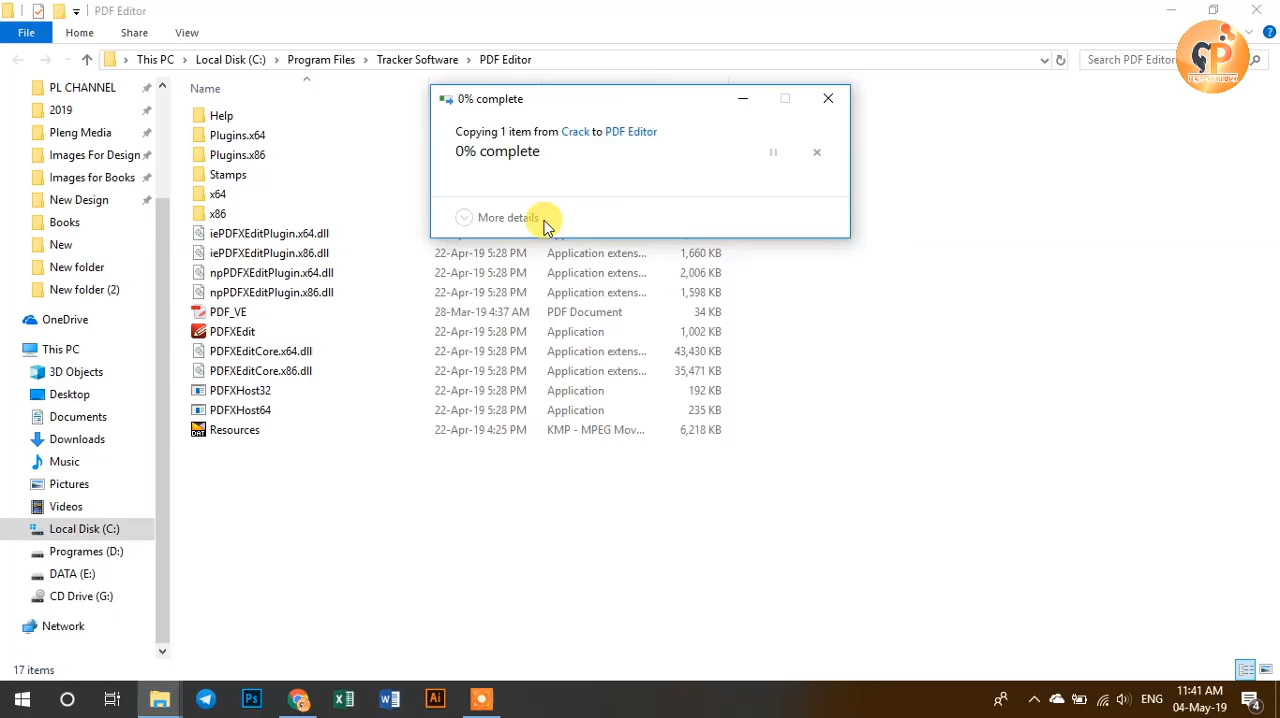 PDF Editor
File Home Share View
This PC Local Disk (C:) Program Files Tracker Software PDF Editor
Search PDF Editor
PL CHANNEL
2019
Pleng Media
Images For Design
Images for Books
New Design
Books
New
New folder
New folder (2)
OneDrive
This PC
3D Objects
Desktop
Documents
Downloads
Music
Pictures
Videos
Local Disk (C:)
Programes (D:)
DATA (E:)
CD Drive (G:)
Network
Name
Help
Plugins.x64
Plugins.x86
Stamps
x64
x86
iePDFXEditPlugin.x64.dll
iePDFXEditPlugin.x86.dll 22-Apr-19 5:28 PM Application extens... 1,660 KB
npPDFXEditPlugin.x64.dll 22-Apr-19 5:28 PM Application extens... 2,006 KB
npPDFXEditPlugin.x86.dll 22-Apr-19 5:28 PM Application extens... 1,598 KB
PDF_VE 28-Mar-19 4:37 AM PDF Document 34 KB
PDFXEdit 22-Apr-19 5:28 PM Application 1,002 KB
PDFXEditCore.x64.dll 22-Apr-19 5:28 PM Application extens... 43,430 KB
PDFXEditCore.x86.dll 22-Apr-19 5:28 PM Application extens... 35,471 KB
PDFXHost32 22-Apr-19 5:28 PM Application 192 KB
PDFXHost64 22-Apr-19 5:28 PM Application 235 KB
Resources 22-Apr-19 4:25 PM KMP - MPEG Mov... 6,218 KB
0% complete
Copying 1 item from Crack to PDF Editor
0% complete
More details
17 items
Ps
Ai
ENG
11:41 AM
04-May-19
4